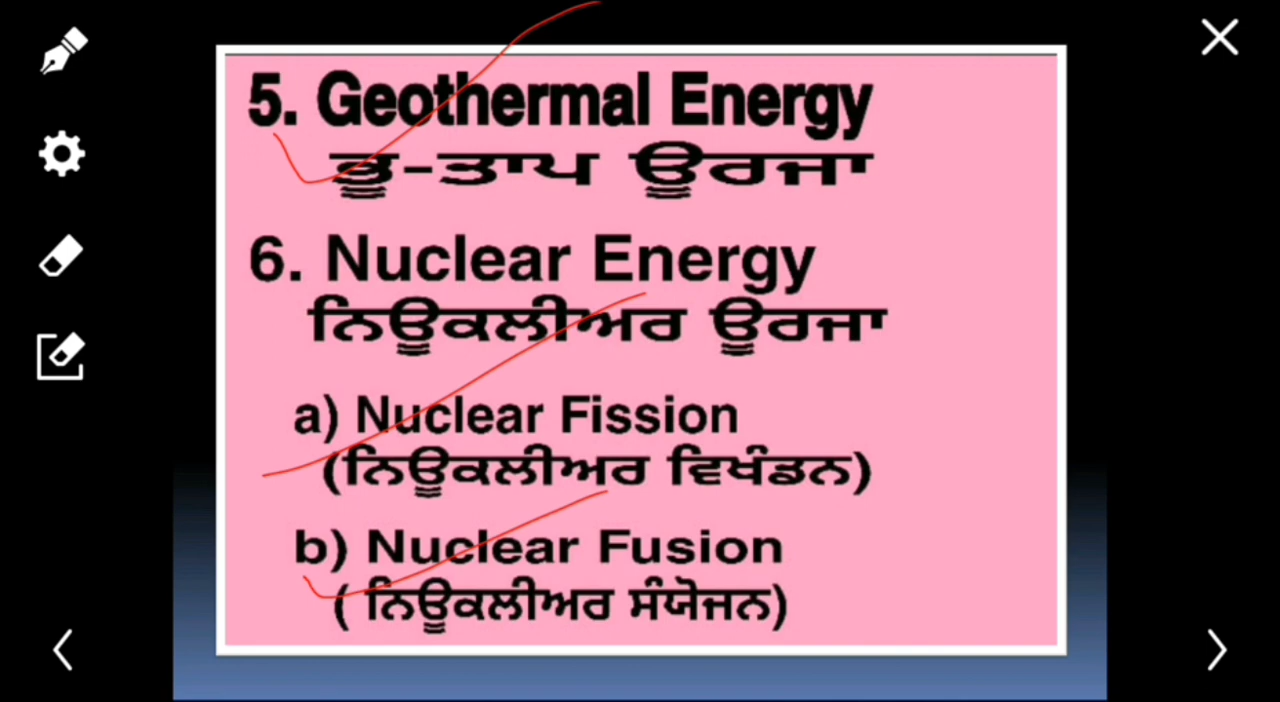 5. Geothermal Energy
ਭੂ-ਤਾਪ ਊਰਜਾ
6. Nuclear Energy
ਨਿਊਕਲੀਅਰ ਊਰਜਾ
a) Nuclear Fission
(ਨਿਊਕਲੀਅਰ ਵਿਖੰਡਨ)
b) Nuclear Fusion
( ਨਿਊਕਲੀਅਰ ਸੰਯੋਜਨ)